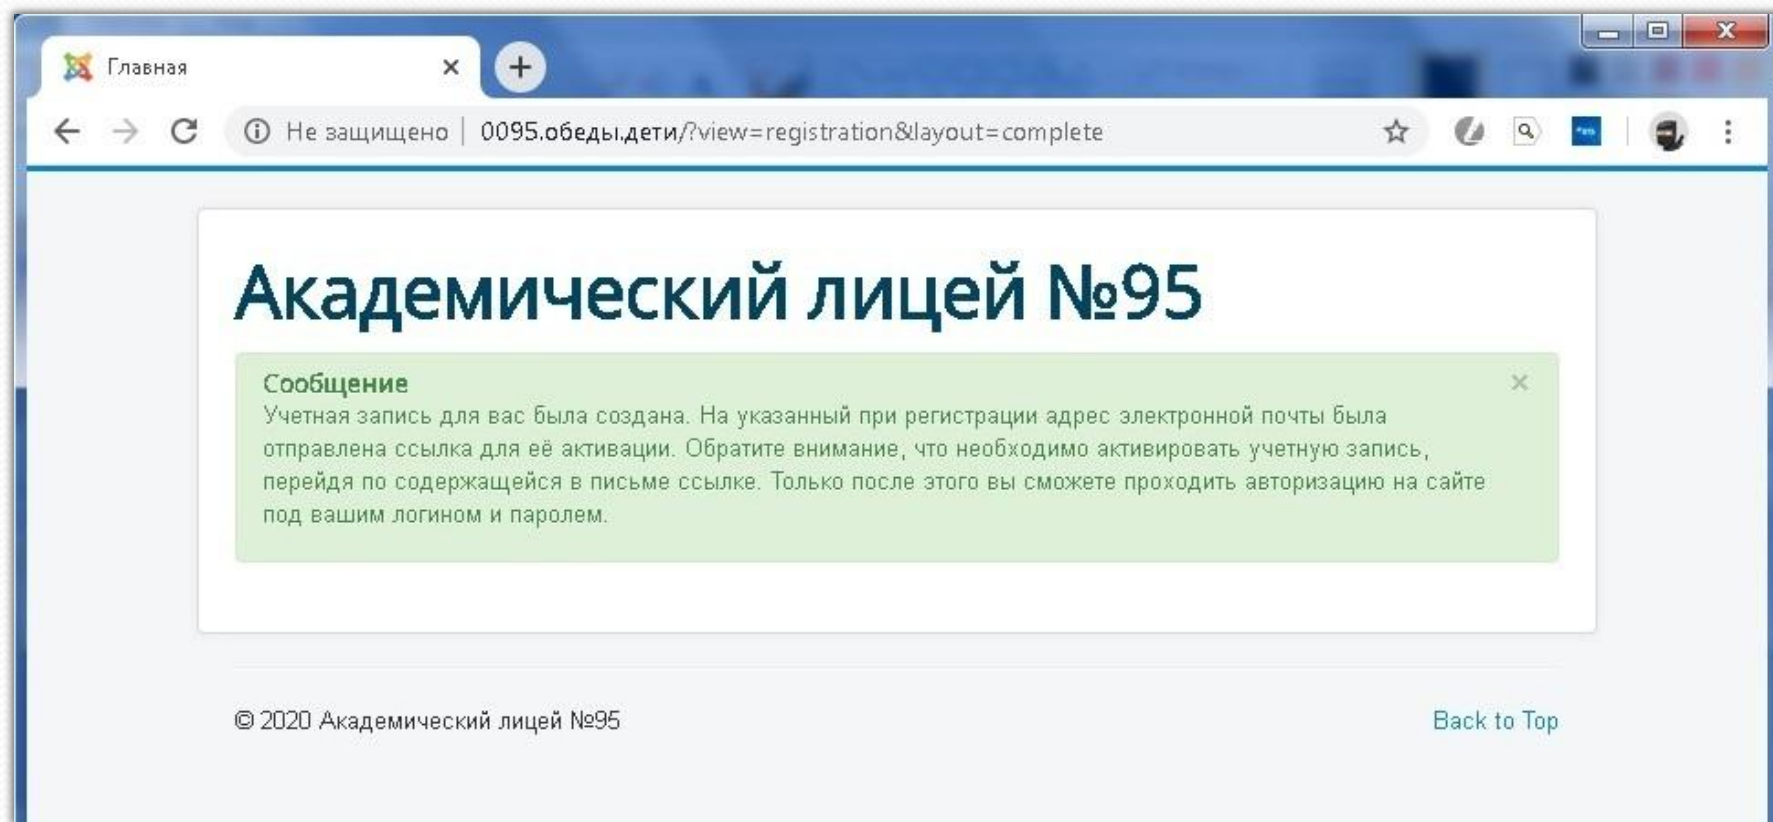 Главная
Не защищено | 0095.обеды.дети/?view=registration&layout=complete
Академический лицей №95
Сообщение
Учетная запись для вас была создана. На указанный при регистрации адрес электронной почты была
отправлена ссылка для её активации. Обратите внимание, что необходимо активировать учетную запись,
перейдя по содержащейся в письме ссылке. Только после этого вы сможете проходить авторизацию на сайте
под вашим логином и паролем.
© 2020 Академический лицей №95
Back to Top